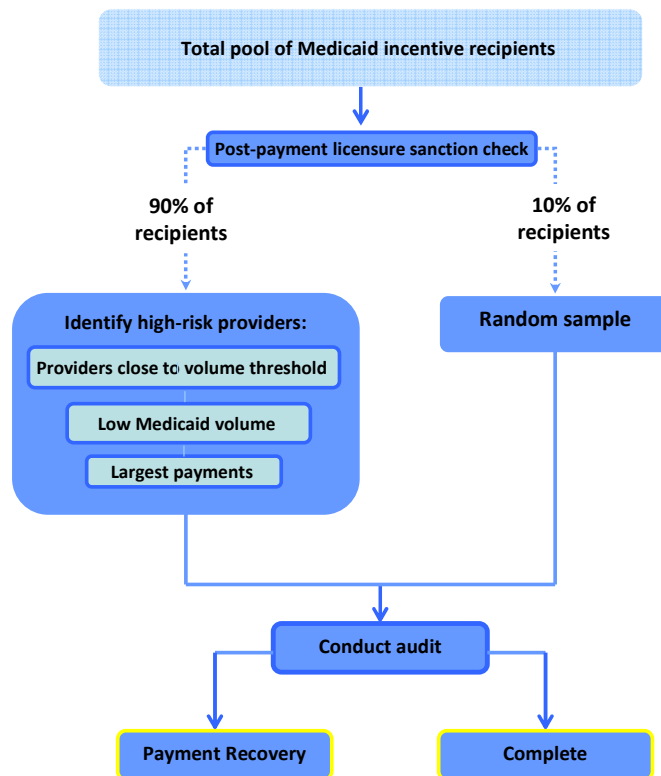 Total pool of Medicaid incentive recipients
Post-payment licensure sanction check
90% of
recipients
10% of
recipients
Identify high-risk providers:
Providers close to volume threshold
Low Medicaid volume
Largest payments
Random sample
Conduct audit
Payment Recovery
Complete